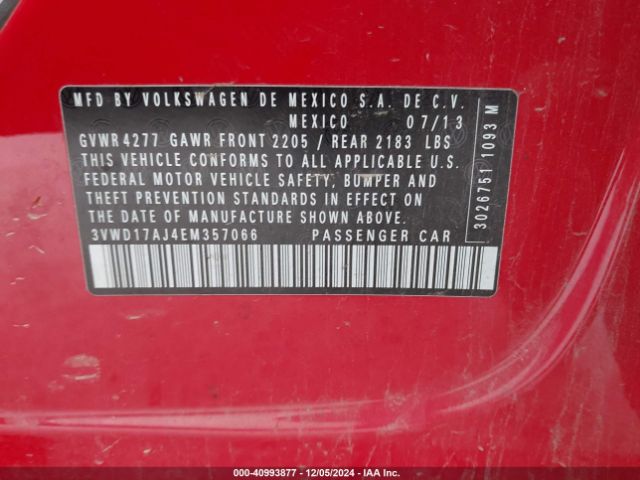 MFD BY VOLKSWAGEN DE MEXICO S.A. DE C.V.
MEXICO 07/13
GVWR 4277 GAWR FRONT 2205 / REAR 2183 LBS
THIS VEHICLE CONFORMS TO ALL APPLICABLE U.S.
FEDERAL MOTOR VEHICLE SAFETY, BUMPER AND
THEFT PREVENTION STANDARDS IN EFFECT ON
THE DATE OF MANUFACTURE SHOWN ABOVE.
3VWD17AJ4EM357066 PASSENGER CAR
3026751 1093 M
000-40993877 - 12/05/2024 - IAAI.COM